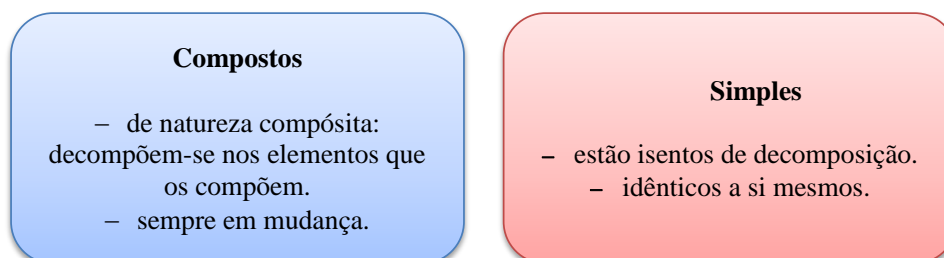 Compostos
– de natureza compósita:
decompõem-se nos elementos que
os compõem.
– sempre em mudança.
Simples
– estão isentos de decomposição.
– idênticos a si mesmos.